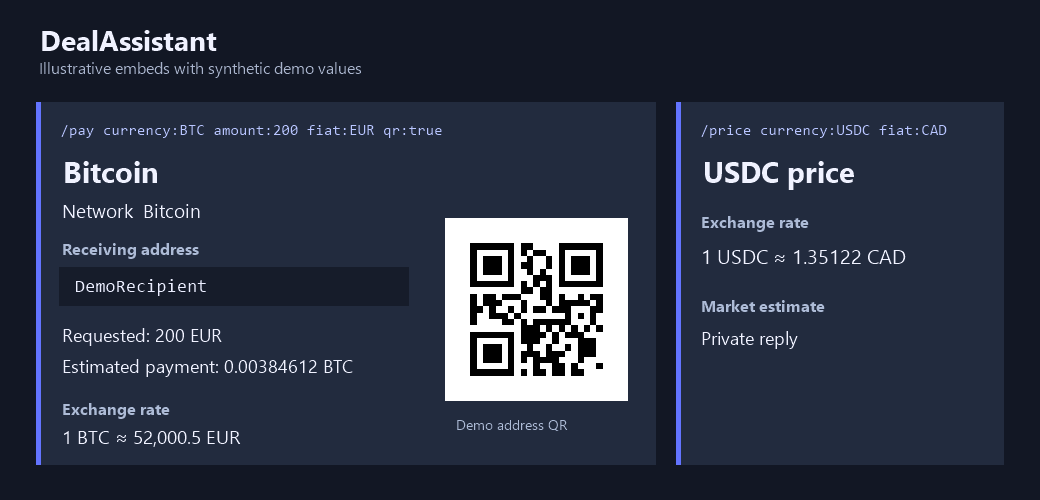 DealAssistant
Illustrative embeds with synthetic demo values
/pay currency:BTC amount:200 fiat:EUR qr:true
Bitcoin
Network Bitcoin
Receiving address
DemoRecipient
Requested: 200 EUR
Estimated payment: 0.00384612 BTC
Exchange rate
1 BTC ≈ 52,000.5 EUR
Demo address QR
/price currency:USDC fiat:CAD
USDC price
Exchange rate
1 USDC ≈ 1.35122 CAD
Market estimate
Private reply